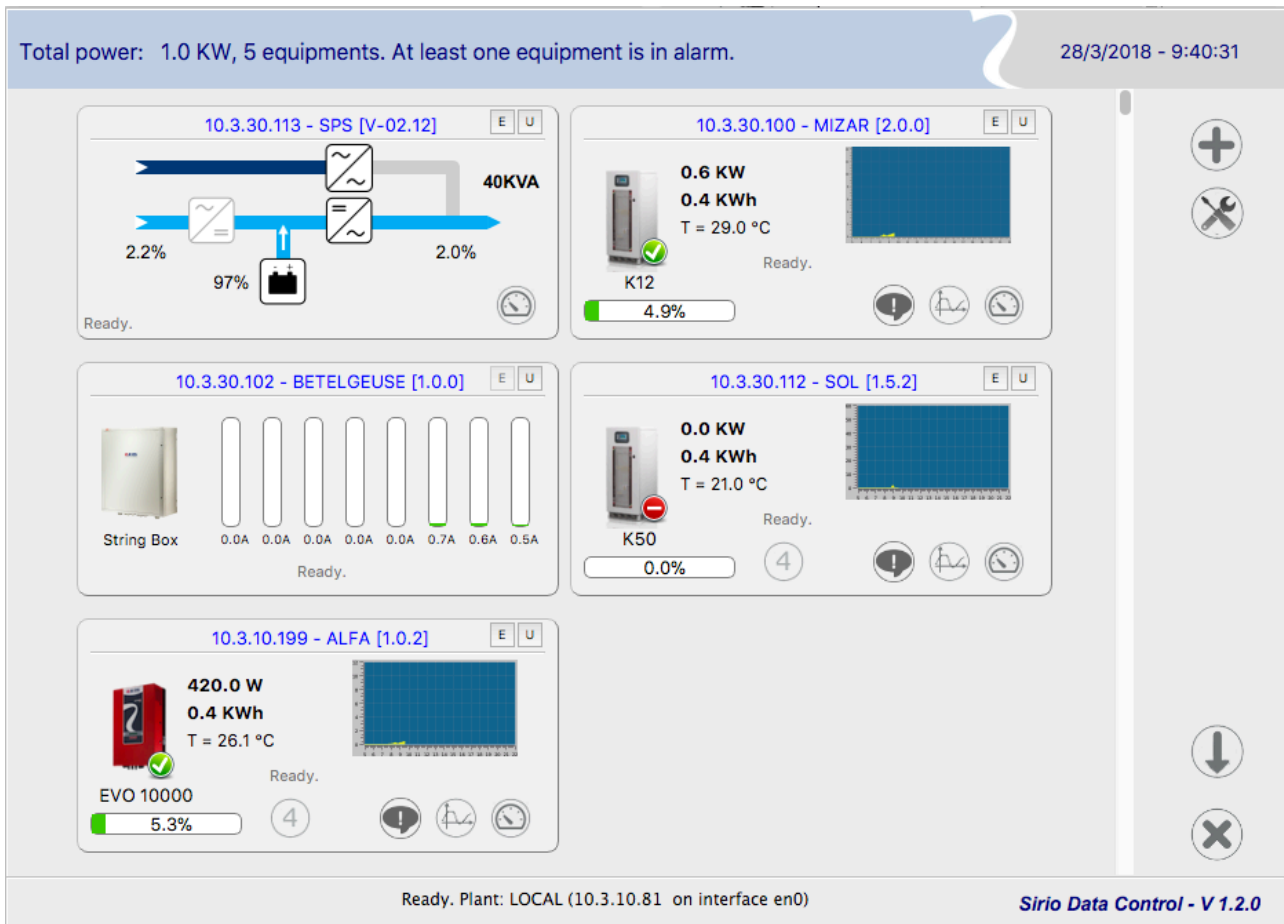 Total power: 1.0 KW, 5 equipments. At least one equipment is in alarm.
28/3/2018 - 9:40:31
10.3.30.113 - SPS [V-02.12]
E U
40KVA
2.2%
2.0%
97%
Ready.
10.3.30.100 - MIZAR [2.0.0]
E U
0.6 KW
0.4 KWh
T = 29.0 °C
Ready.
K12
4.9%
10.3.30.102 - BETELGEUSE [1.0.0]
E U
String Box
0.0A 0.0A 0.0A 0.0A 0.0A 0.7A 0.6A 0.5A
Ready.
10.3.30.112 - SOL [1.5.2]
E U
0.0 KW
0.4 KWh
T = 21.0 °C
Ready.
K50
0.0%
4
10.3.10.199 - ALFA [1.0.2]
E U
420.0 W
0.4 KWh
T = 26.1 °C
Ready.
EVO 10000
5.3%
4
Ready. Plant: LOCAL (10.3.10.81 on interface en0)
Sirio Data Control - V 1.2.0